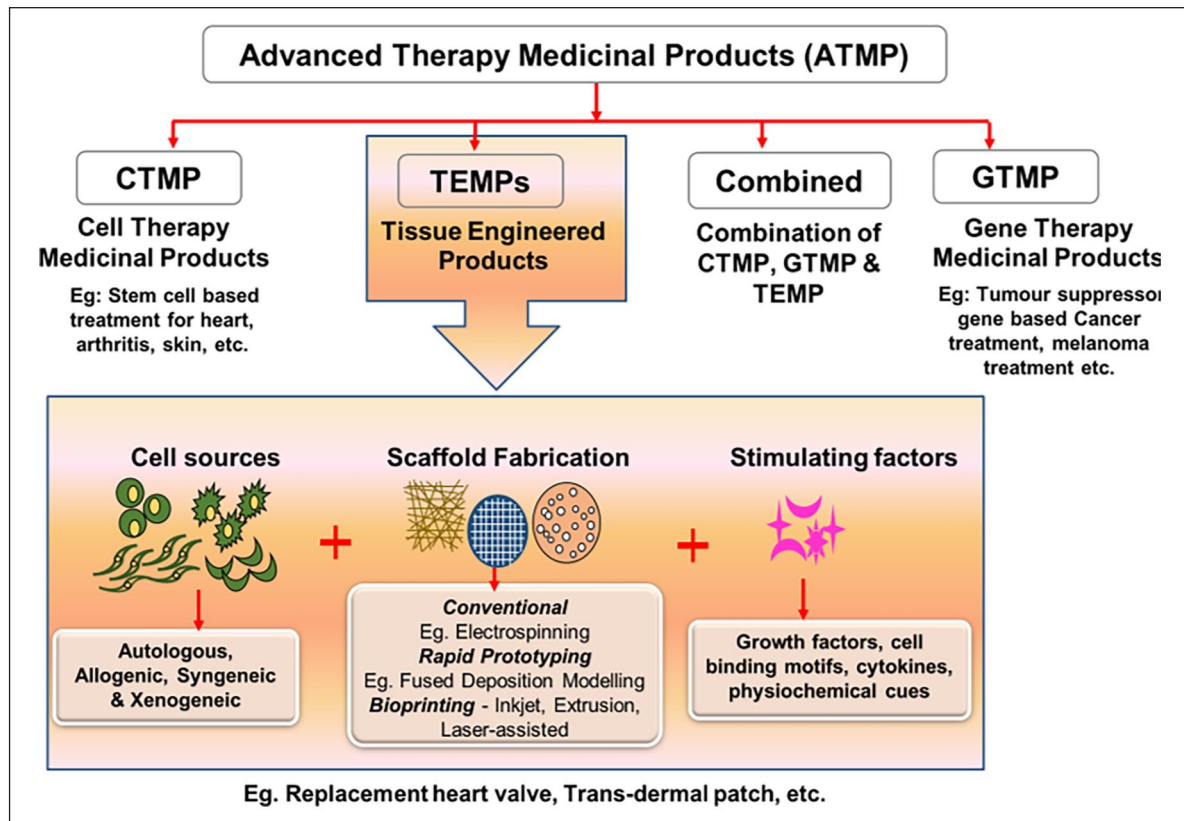 Advanced Therapy Medicinal Products (ATMP)
CTMP
Cell Therapy
Medicinal Products
Eg: Stem cell based
treatment for heart,
arthritis, skin, etc.
TEMPs
Tissue Engineered
Products
Combined
Combination of
CTMP, GTMP &
TEMP
GTMP
Gene Therapy
Medicinal Products
Eg: Tumour suppressor
gene based Cancer
treatment, melanoma
treatment etc.
Cell sources
Autologous,
Allogenic, Syngeneic
& Xenogeneic
+
Scaffold Fabrication
Conventional
Eg. Electrospinning
Rapid Prototyping
Eg. Fused Deposition Modelling
Bioprinting - Inkjet, Extrusion,
Laser-assisted
+
Stimulating factors
Growth factors, cell
binding motifs, cytokines,
physiochemical cues
Eg. Replacement heart valve, Trans-dermal patch, etc.